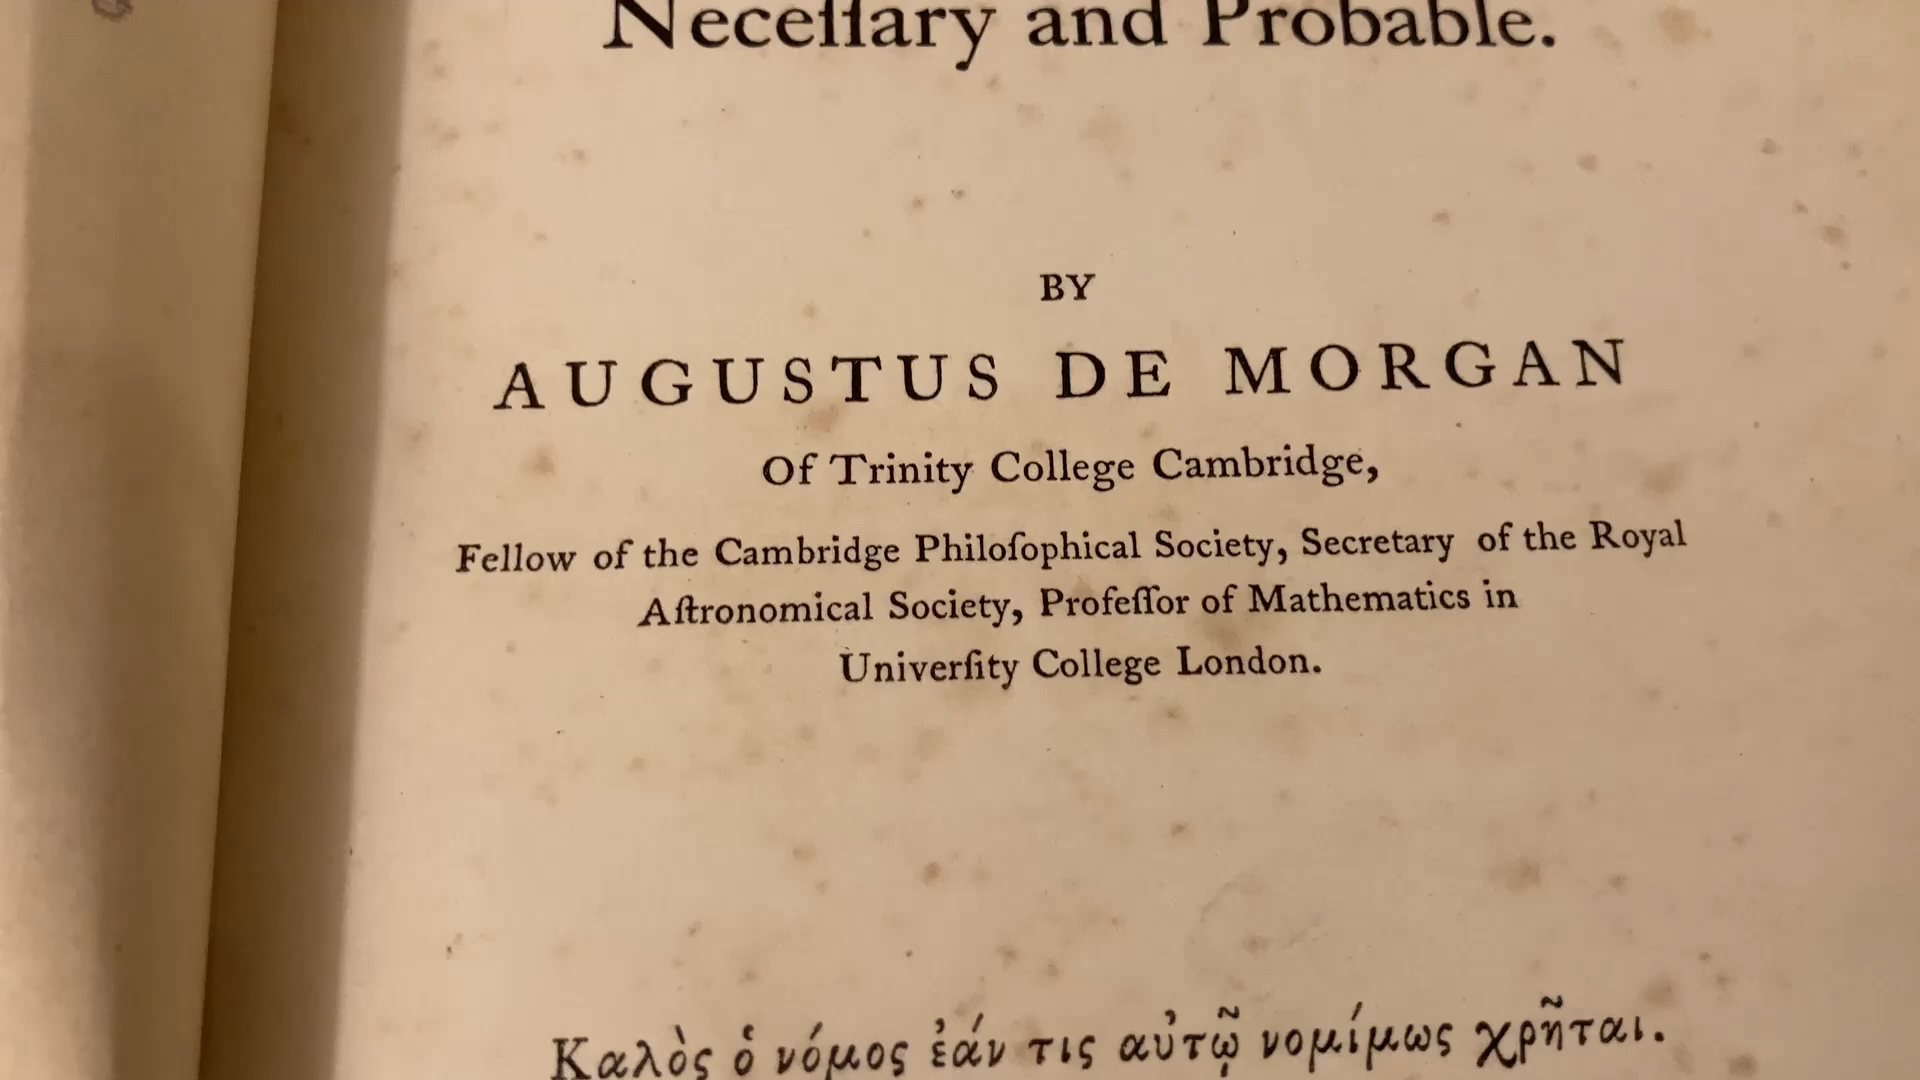 Neceſſary and Probable.
BY
AUGUSTUS DE MORGAN
Of Trinity College Cambridge,
Fellow of the Cambridge Philoſophical Society, Secretary of the Royal
Aſtronomical Society, Profeſſor of Mathematics in
Univerſity College London.
Καλὸς ὁ νόμος ἐάν τις αὐτῷ νομίμως χρῆται.